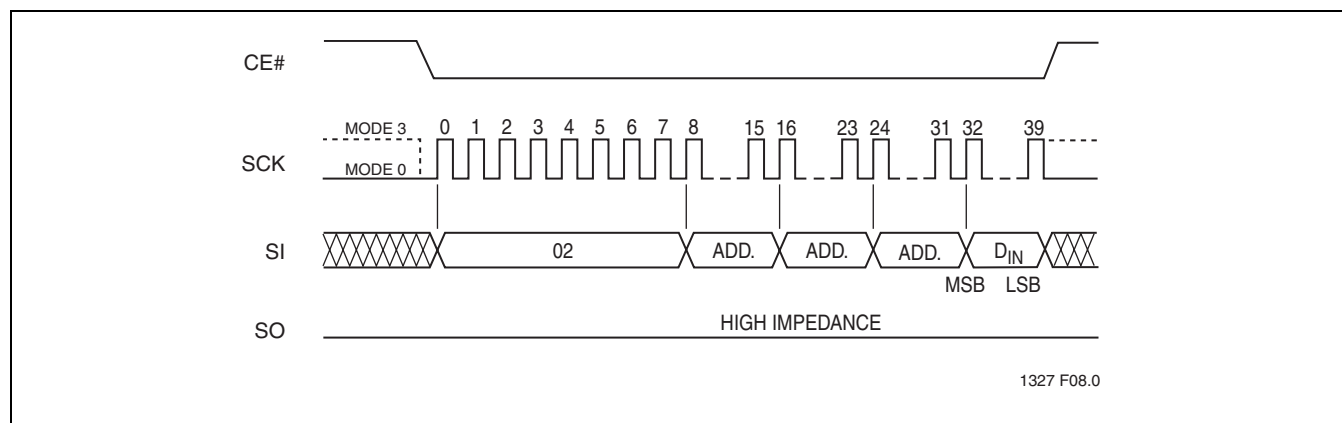 CE#
MODE 3 0 1 2 3 4 5 6 7 8 15 16 23 24 31 32 39
SCK
MODE 0
SI 02 ADD. ADD. ADD. DIN
MSB LSB
HIGH IMPEDANCE
SO
1327 F08.0